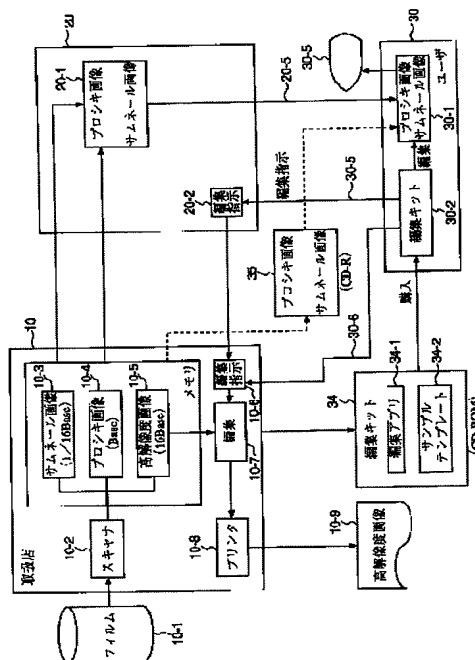 10
取扱店
フィルム
10-1
10-2
スキャナ
10-3
サムネール画像
(1/16Base)
10-4
プロシキ画像
(Base)
10-5
高解像度画像
(16Base)
メモリ
編集指示
10-6
編集
10-7
10-8
プリンタ
10-9
高解像度画像
20
20-1
プロシキ画像
サムネール画像
20-2
編集指示
20-5
編集指示
30-5
35
プロシキ画像
サムネール画像
(CD-R)
30-6
34
編集キット
34-1
編集アプリ
34-2
サンプル
テンプレート
(CD-ROM)
購入
30
ユーザ
30-1
プロシキ画像
サムネール画像
編集
30-2
編集キット
30-5